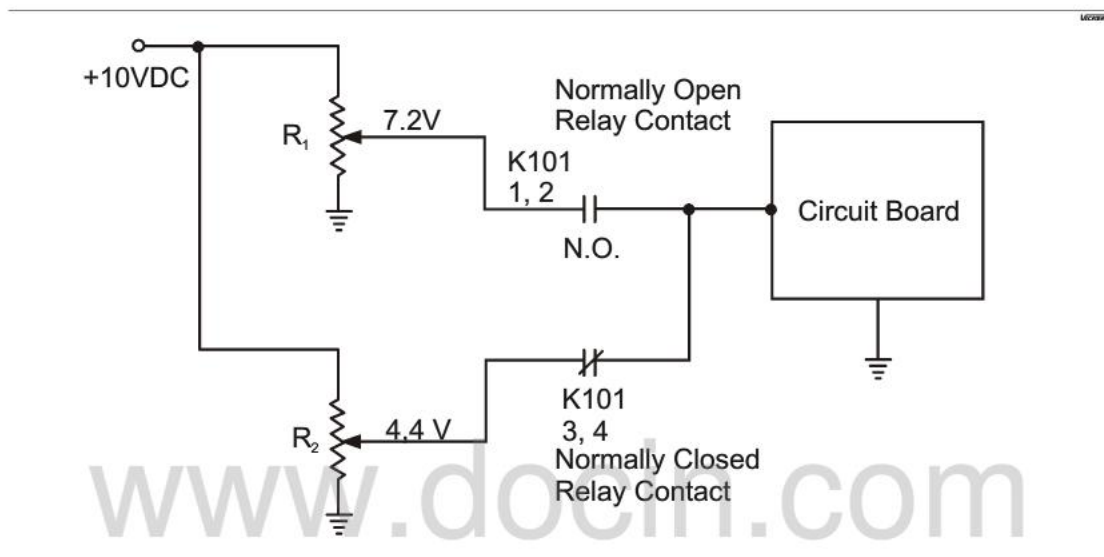 +10VDC
R₁
7.2V
Normally Open
Relay Contact
K101
1, 2
N.O.
Circuit Board
R₂
4.4 V
K101
3, 4
Normally Closed
Relay Contact
www.docin.com